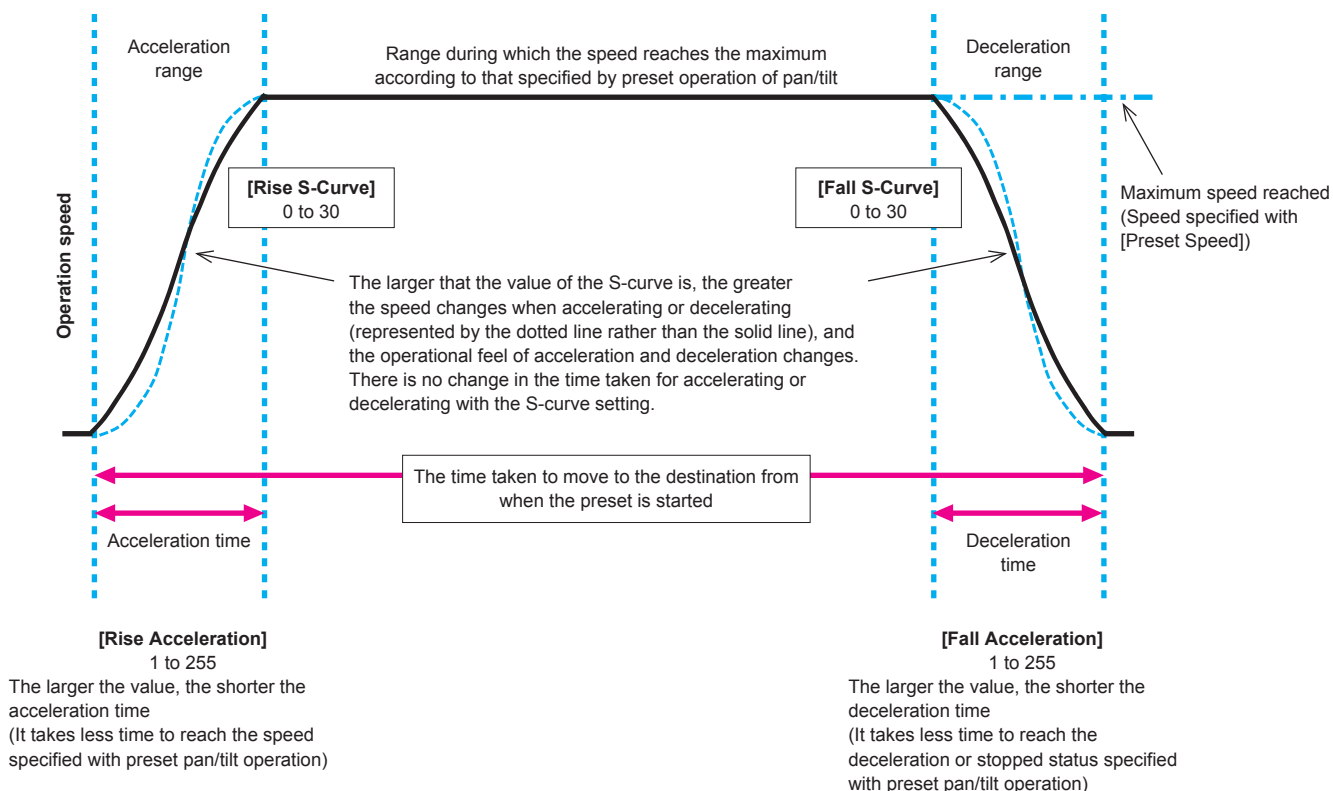 Acceleration
range
Range during which the speed reaches the maximum
according to that specified by preset operation of pan/tilt
Deceleration
range
Operation speed
[Rise S-Curve]
0 to 30
[Fall S-Curve]
0 to 30
Maximum speed reached
(Speed specified with
[Preset Speed])
The larger that the value of the S-curve is, the greater
the speed changes when accelerating or decelerating
(represented by the dotted line rather than the solid line), and
the operational feel of acceleration and deceleration changes.
There is no change in the time taken for accelerating or
decelerating with the S-curve setting.
The time taken to move to the destination from
when the preset is started
Acceleration time
Deceleration
time
[Rise Acceleration]
1 to 255
The larger the value, the shorter the
acceleration time
(It takes less time to reach the speed
specified with preset pan/tilt operation)
[Fall Acceleration]
1 to 255
The larger the value, the shorter the
deceleration time
(It takes less time to reach the
deceleration or stopped status specified
with preset pan/tilt operation)